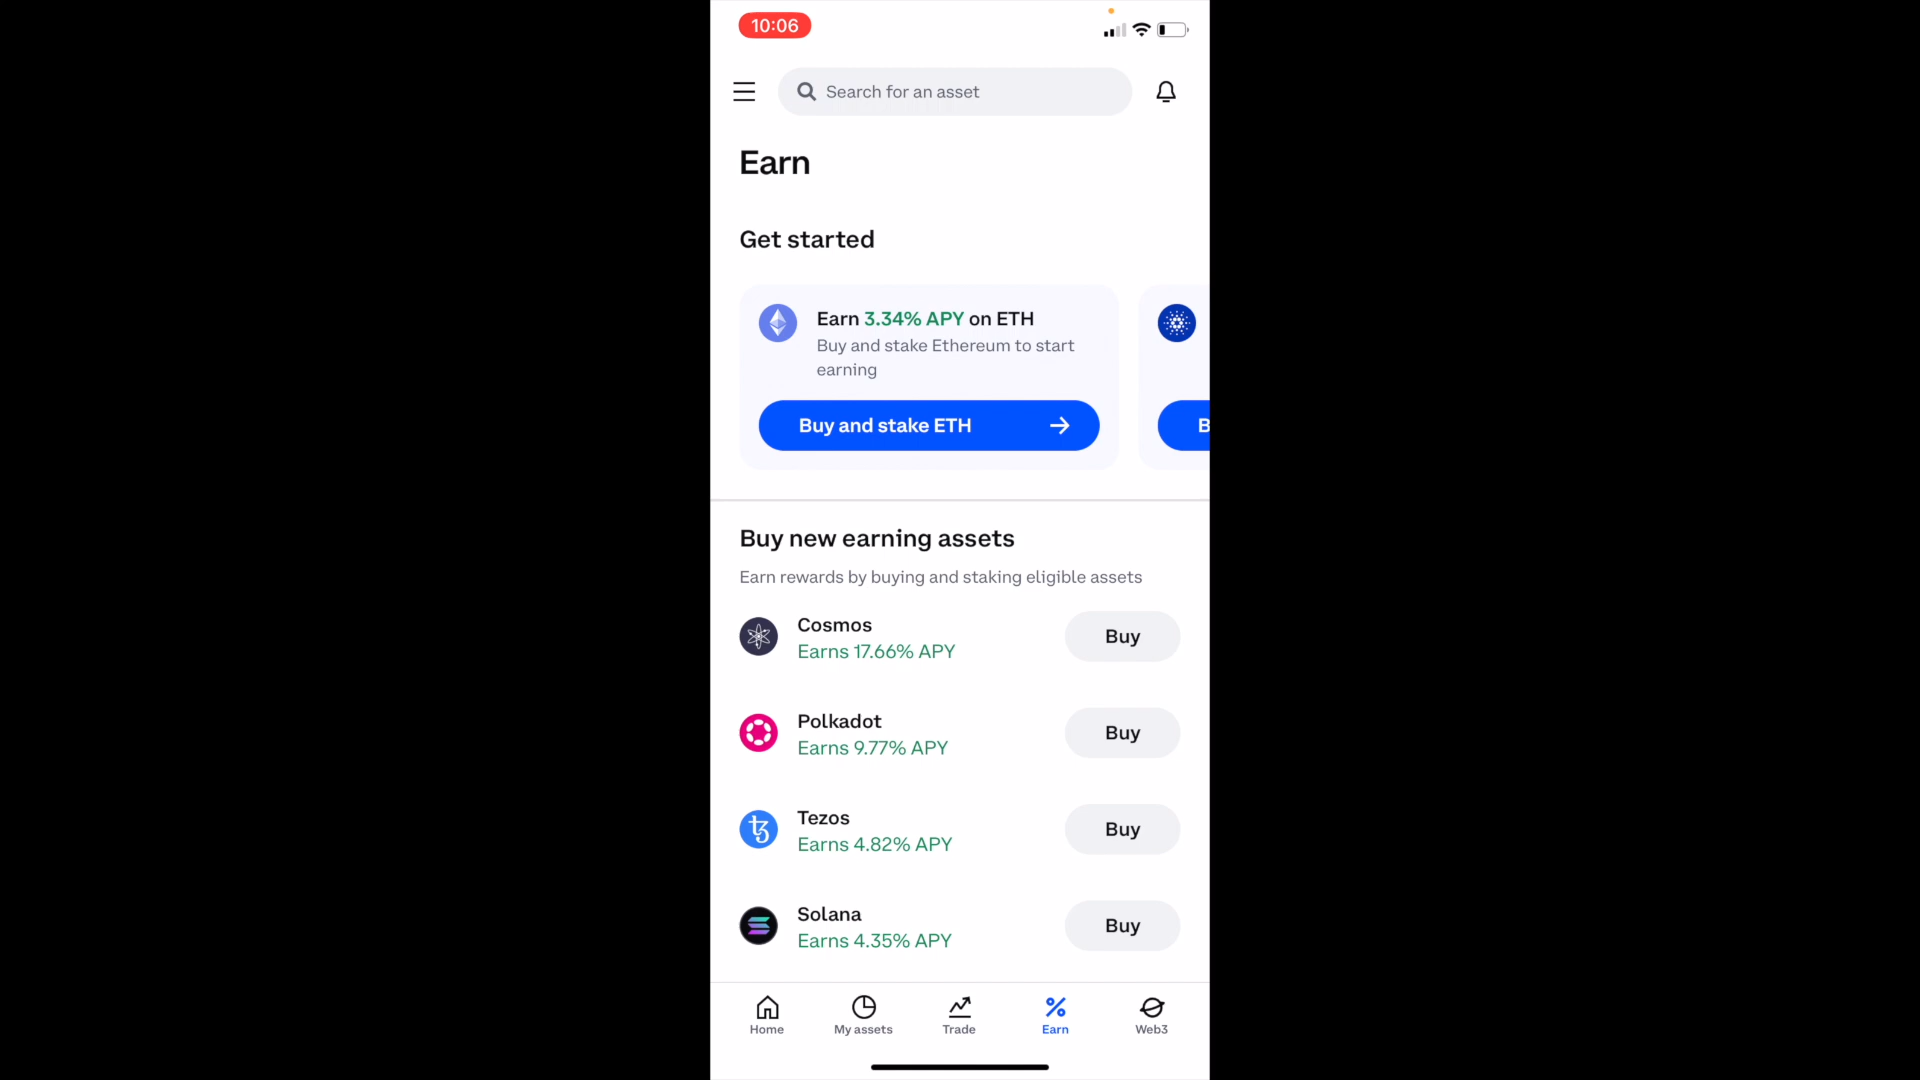 10:06
Search for an asset
Earn
Get started
Earn 3.34% APY on ETH
Buy and stake Ethereum to start
earning
Buy and stake ETH
B
Buy new earning assets
Earn rewards by buying and staking eligible assets
Cosmos
Earns 17.66% APY
Buy
Polkadot
Earns 9.77% APY
Buy
Tezos
Earns 4.82% APY
Buy
Solana
Earns 4.35% APY
Buy
Home
My assets
Trade
Earn
Web3